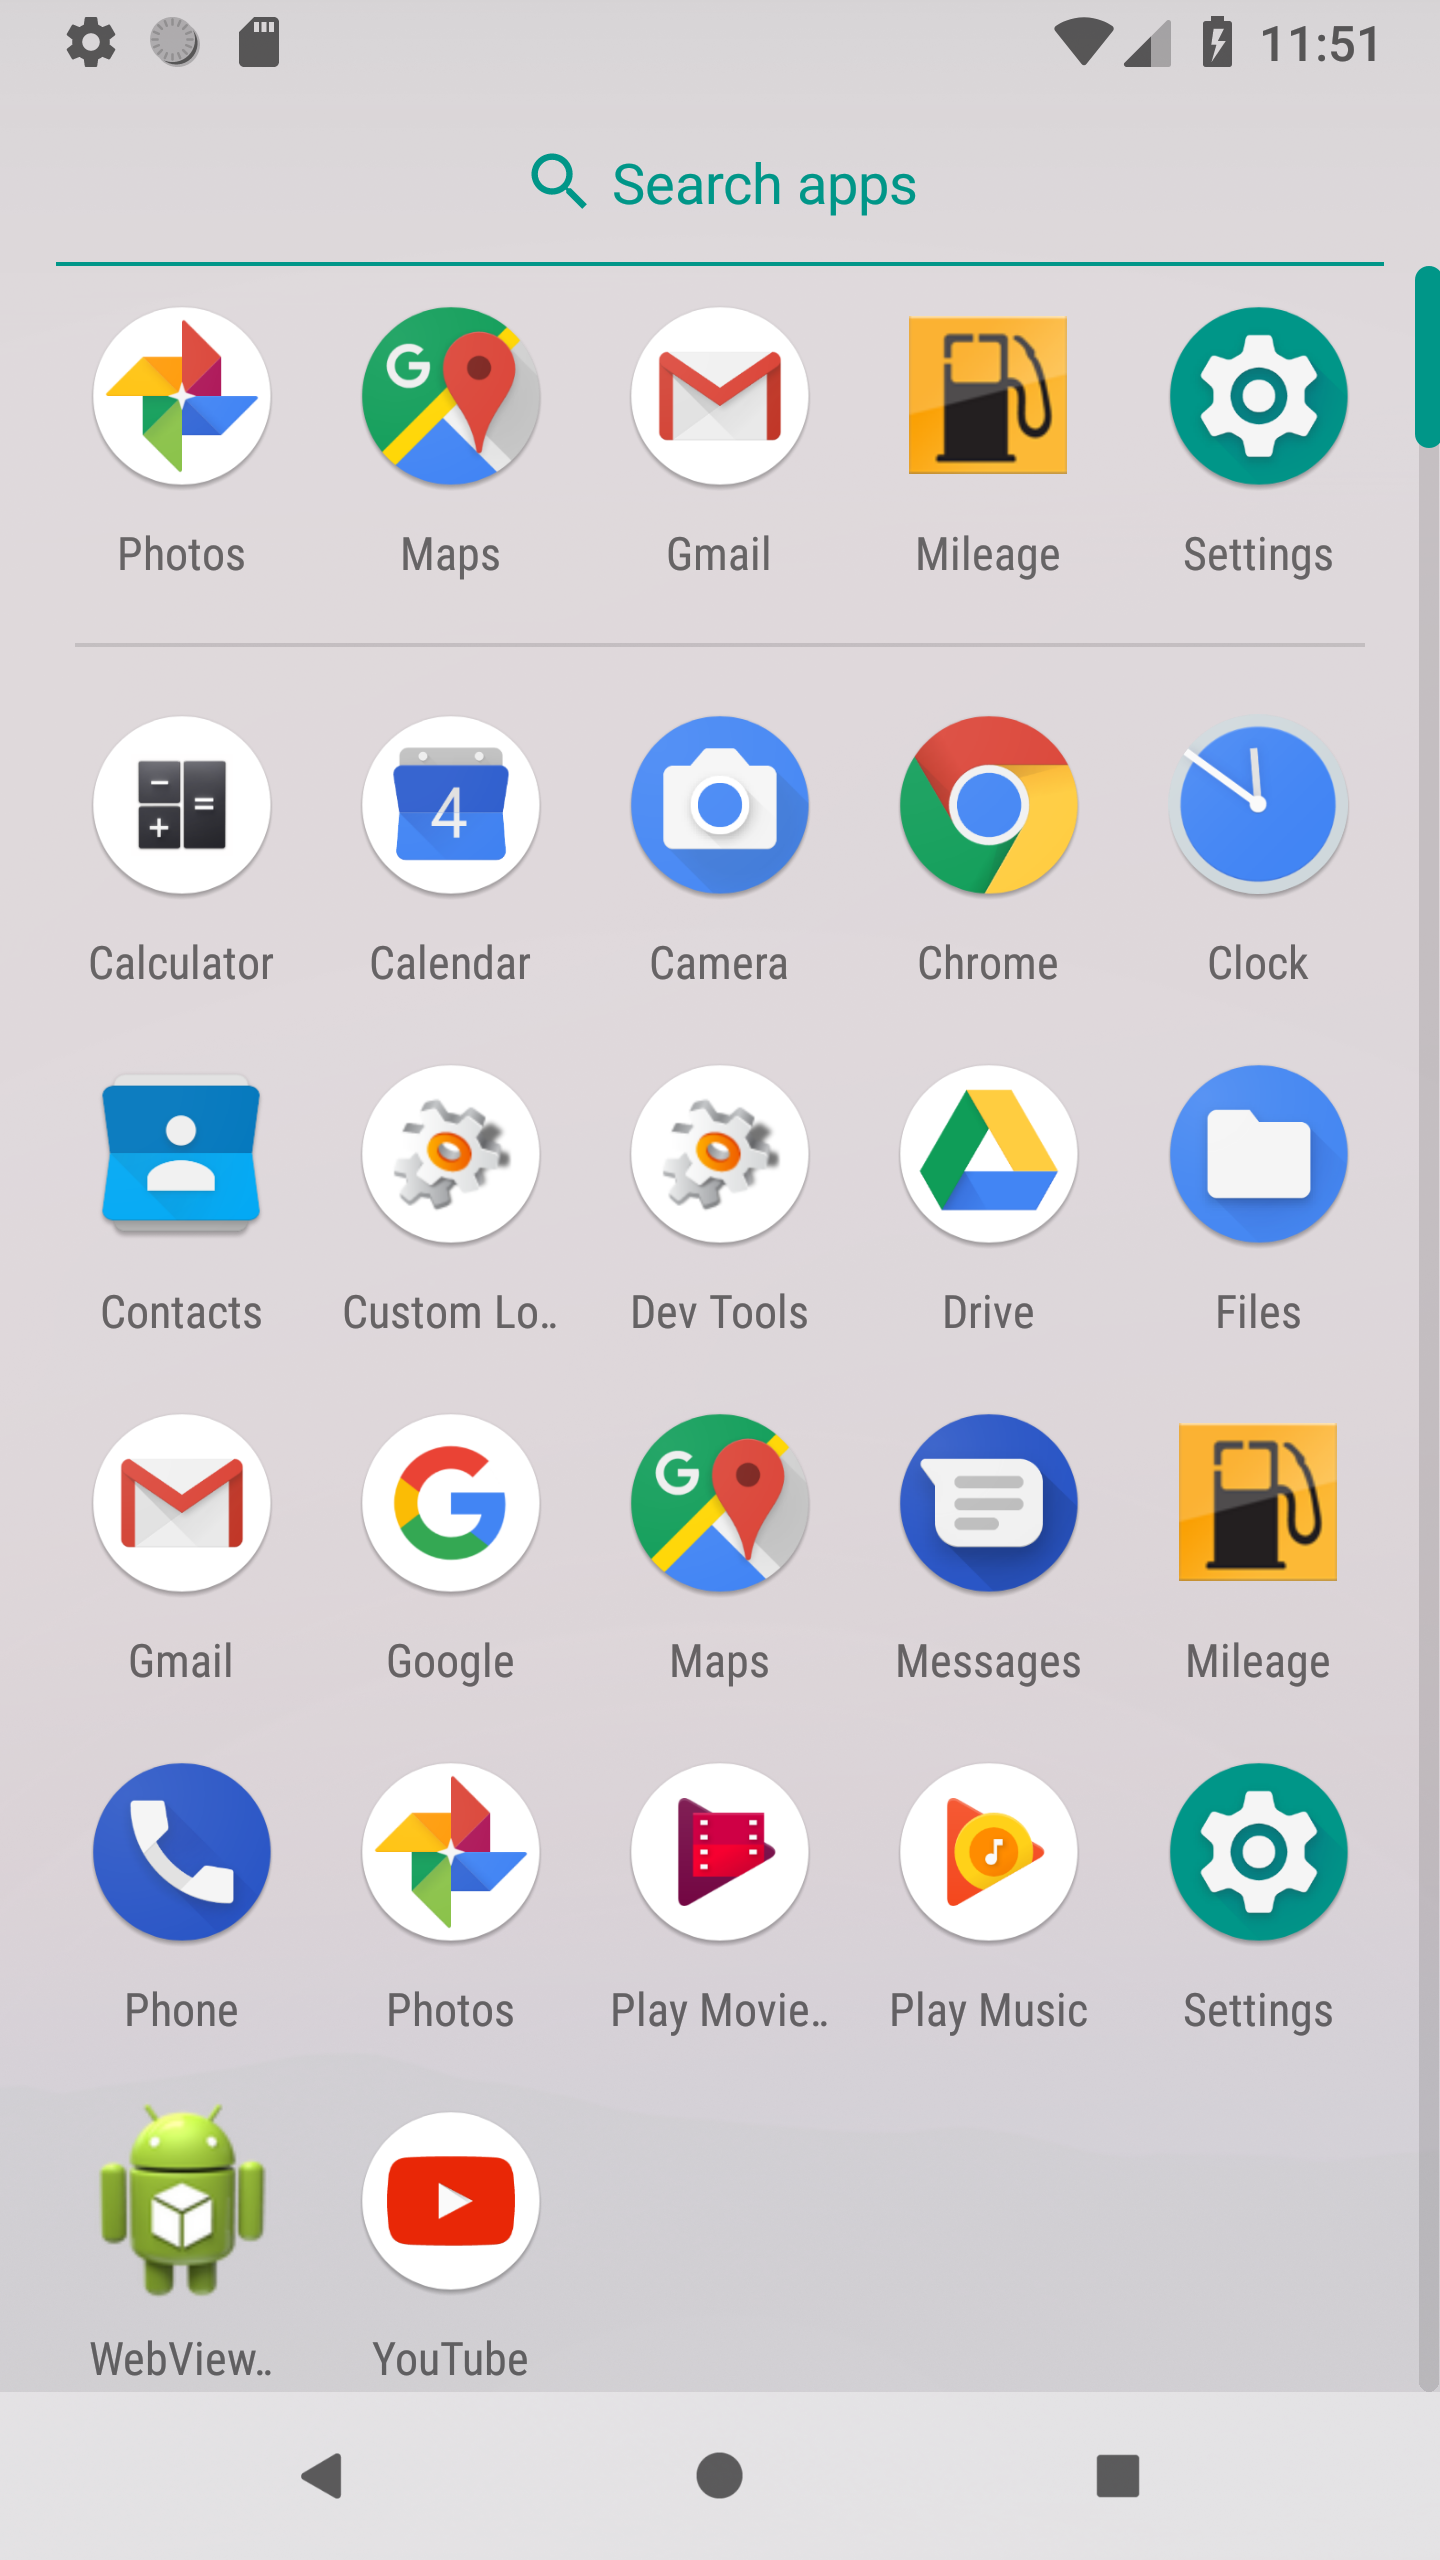 11:51
Search apps
Photos Maps Gmail Mileage Settings
Calculator Calendar Camera Chrome Clock
4
Contacts Custom Lo.. Dev Tools Drive Files
Gmail Google Maps Messages Mileage
Phone Photos Play Movie.. Play Music Settings
WebView.. YouTube